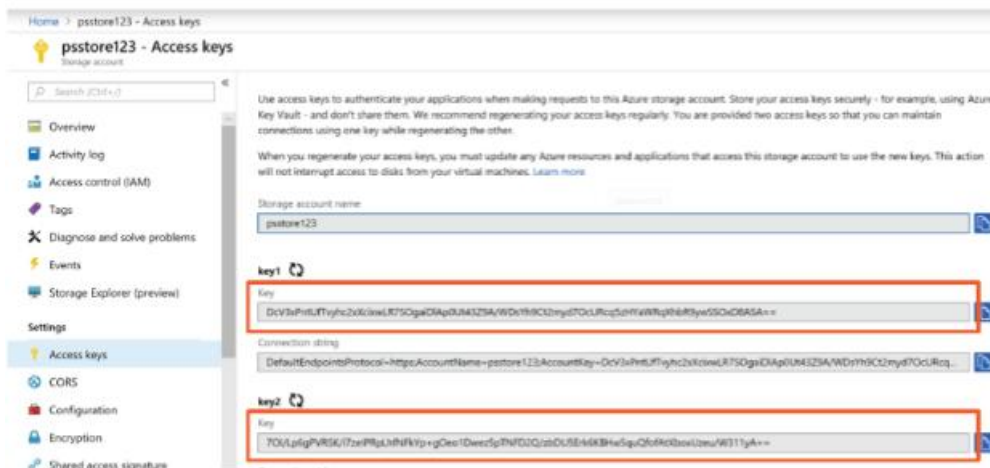 Home > psstore123 - Access keys
psstore123 - Access keys
Storage account
Search (Ctrl+/)
Overview
Activity log
Access control (IAM)
Tags
Diagnose and solve problems
Events
Storage Explorer (preview)
Settings
Access keys
CORS
Configuration
Encryption
Shared access signature
Use access keys to authenticate your applications when making requests to this Azure storage account. Store your access keys securely - for example, using Azure
Key Vault - and don't share them. We recommend regenerating your access keys regularly. You are provided two access keys so that you can maintain
connections using one key while regenerating the other.
When you regenerate your access keys, you must update any Azure resources and applications that access this storage account to use the new keys. This action
will not interrupt access to disks from your virtual machines. Learn more
Storage account name
psstore123
key1
Key
Connection string
DefaultEndpointsProtocol=https;AccountName=psstore123;AccountKey=
key2
Key